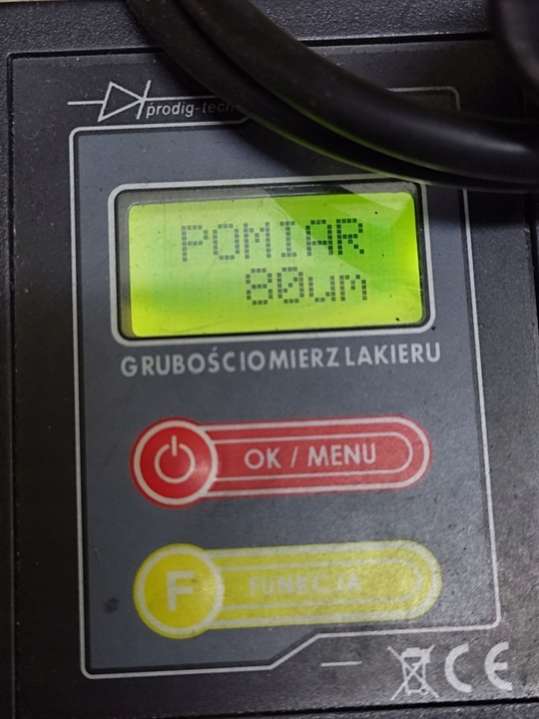 prodig-tech
POMIAR
80um
GRUBOŚCIOMIERZ LAKIERU
OK / MENU
F FUNKCJA
CE